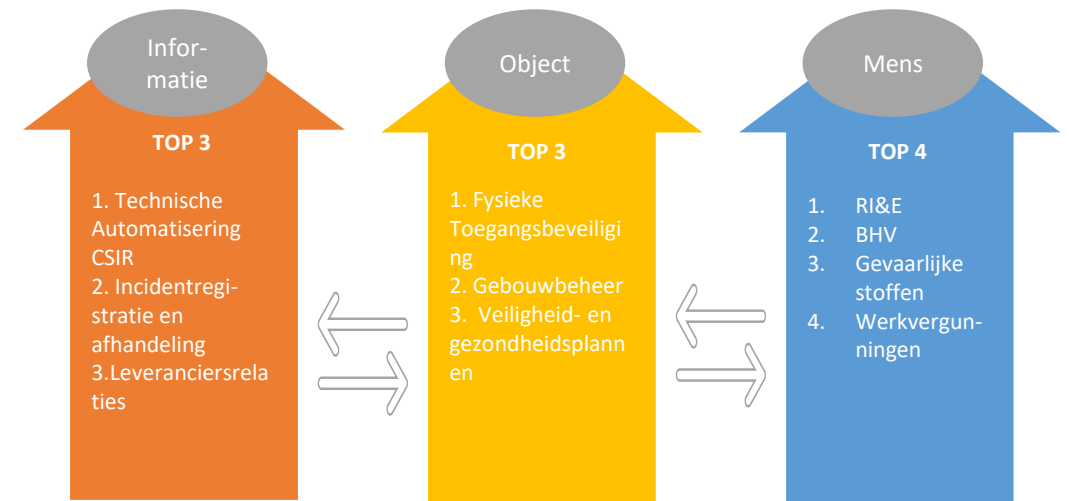 Infor-
matie
TOP 3
1. Technische
Automatisering
CSIR
2. Incidentregi-
stratie en
afhandeling
3.Leveranciersrela
ties
Object
TOP 3
1. Fysieke
Toegangsbeveiligi
ng
2. Gebouwbeheer
3. Veiligheid- en
gezondheidsplann
en
Mens
TOP 4
1. RI&E
2. BHV
3. Gevaarlijke
stoffen
4. Werkvergun-
ningen